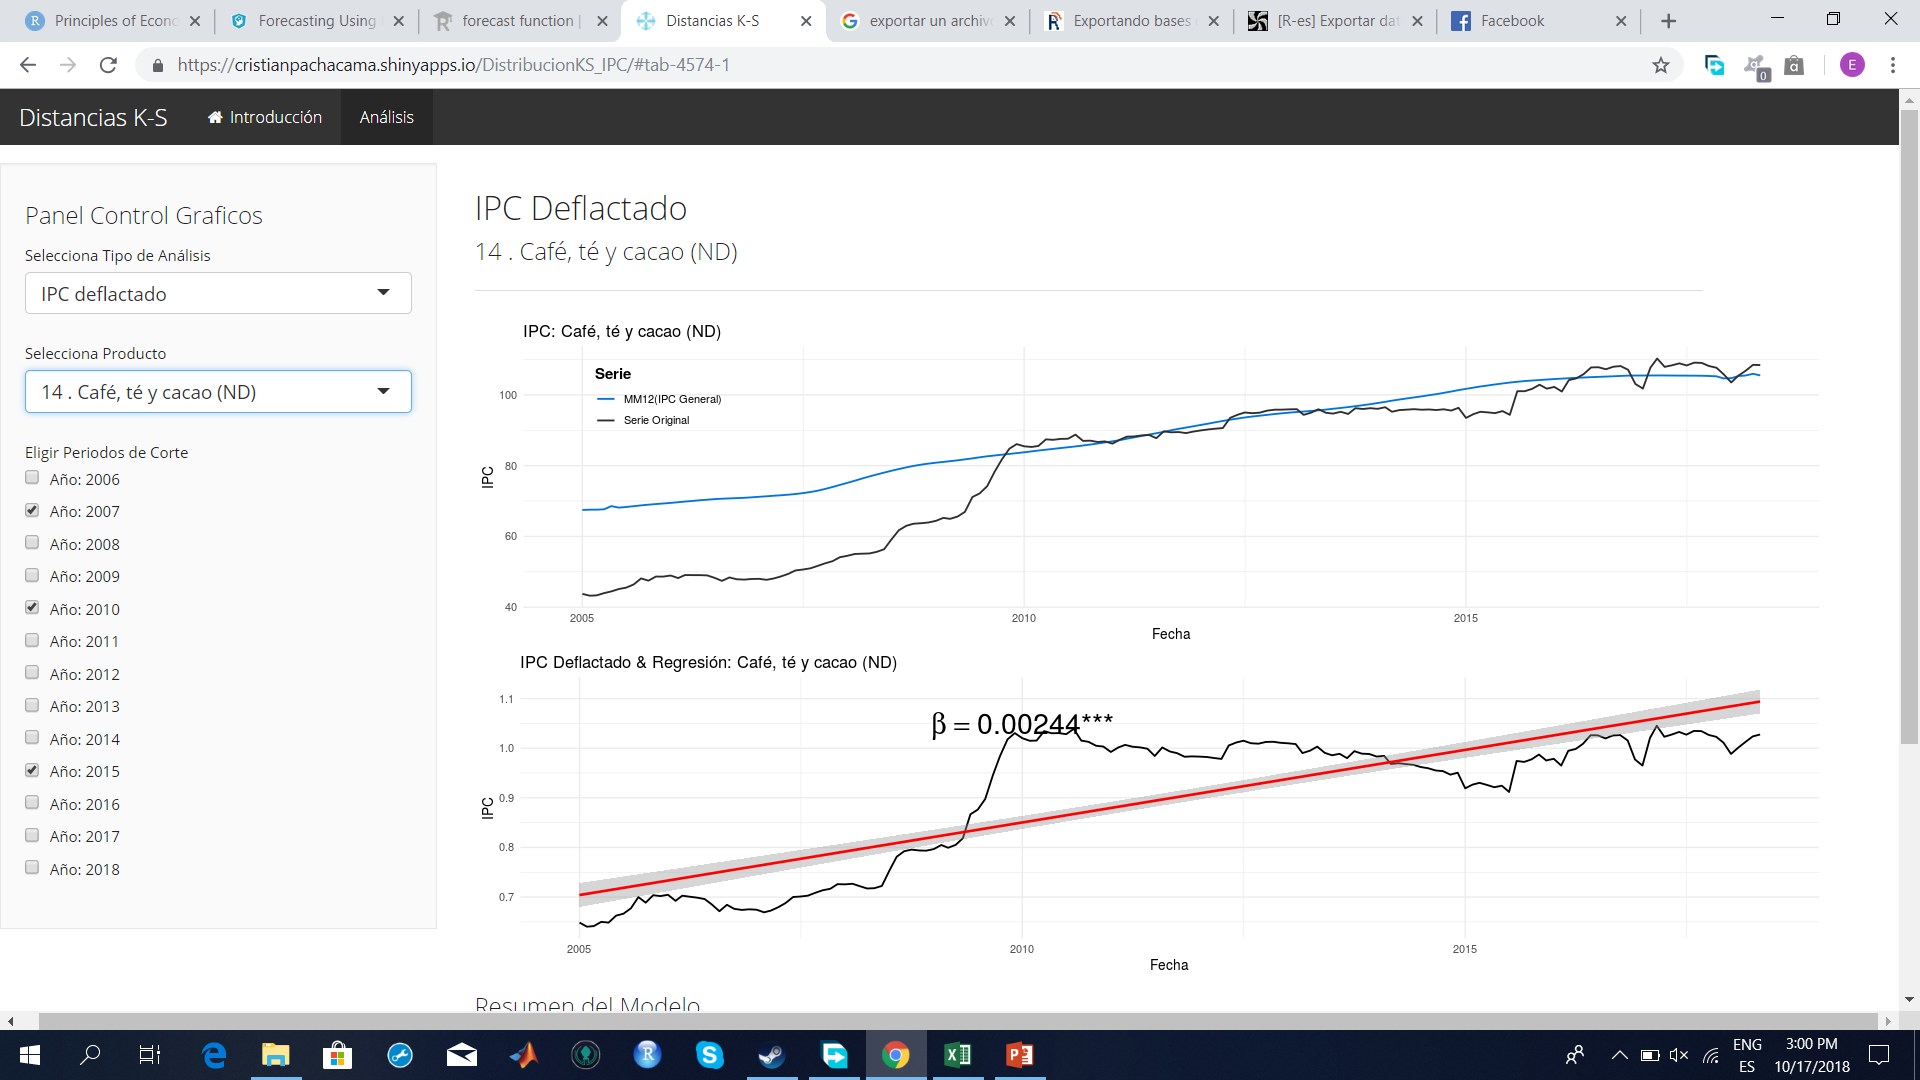 Principles of Econo
Forecasting Using
forecast function |
Distancias K-S
exportar un archivo
Exportando bases
[R-es] Exportar dat
Facebook
https://cristianpachacama.shinyapps.io/DistribucionKS_IPC/#tab-4574-1
0
E
Distancias K-S
Introducción
Análisis
Panel Control Graficos
Selecciona Tipo de Análisis
IPC deflactado
Selecciona Producto
14 . Café, té y cacao (ND)
Eligir Periodos de Corte
Año: 2006
Año: 2007
Año: 2008
Año: 2009
Año: 2010
Año: 2011
Año: 2012
Año: 2013
Año: 2014
Año: 2015
Año: 2016
Año: 2017
Año: 2018
IPC Deflactado
14 . Café, té y cacao (ND)
IPC: Café, té y cacao (ND)
Serie
MM12(IPC General)
Serie Original
IPC
100
80
60
40
2005
2010
2015
Fecha
IPC Deflactado & Regresión: Café, té y cacao (ND)
β = 0.00244***
IPC
1.1
1.0
0.9
0.8
0.7
2005
2010
2015
Fecha
Resumen del Modelo
ENG
ES
3:00 PM
10/17/2018